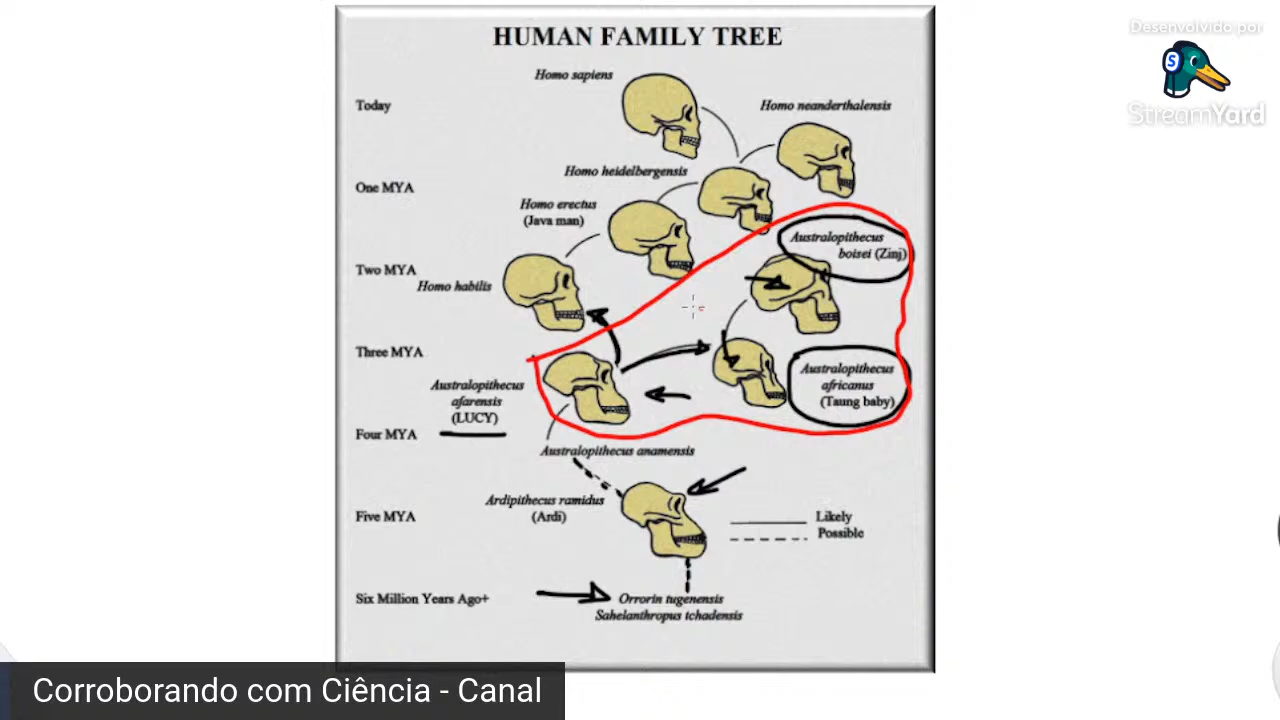 HUMAN FAMILY TREE
Desenvolvido por
S
StreamYard
Homo sapiens
Today
Homo neanderthalensis
Homo heidelbergensis
One MYA
Homo erectus
(Java man)
Australopithecus
boisei (Zinj)
Two MYA
Homo habilis
Three MYA
Australopithecus
africanus
(Taung baby)
Australopithecus
afarensis
(LUCY)
Four MYA
Australopithecus anamensis
Ardipithecus ramidus
(Ardi)
Five MYA
Likely
Possible
Six Million Years Ago+
Orrorin tugenensis
Sahelanthropus tchadensis
Corroborando com Ciência - Canal